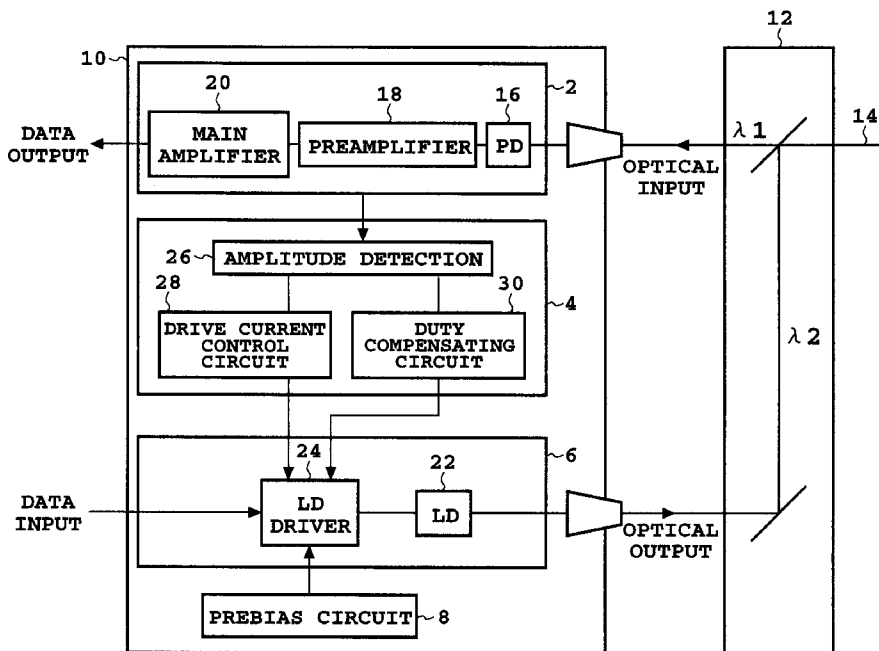 10
12
20
18
16
2
DATA
OUTPUT
MAIN
AMPLIFIER
PREAMPLIFIER
PD
λ1
14
OPTICAL
INPUT
26
AMPLITUDE DETECTION
28
30
4
DRIVE CURRENT
CONTROL
CIRCUIT
DUTY
COMPENSATING
CIRCUIT
λ2
24
22
6
DATA
INPUT
LD
DRIVER
LD
OPTICAL
OUTPUT
PREBIAS CIRCUIT
8